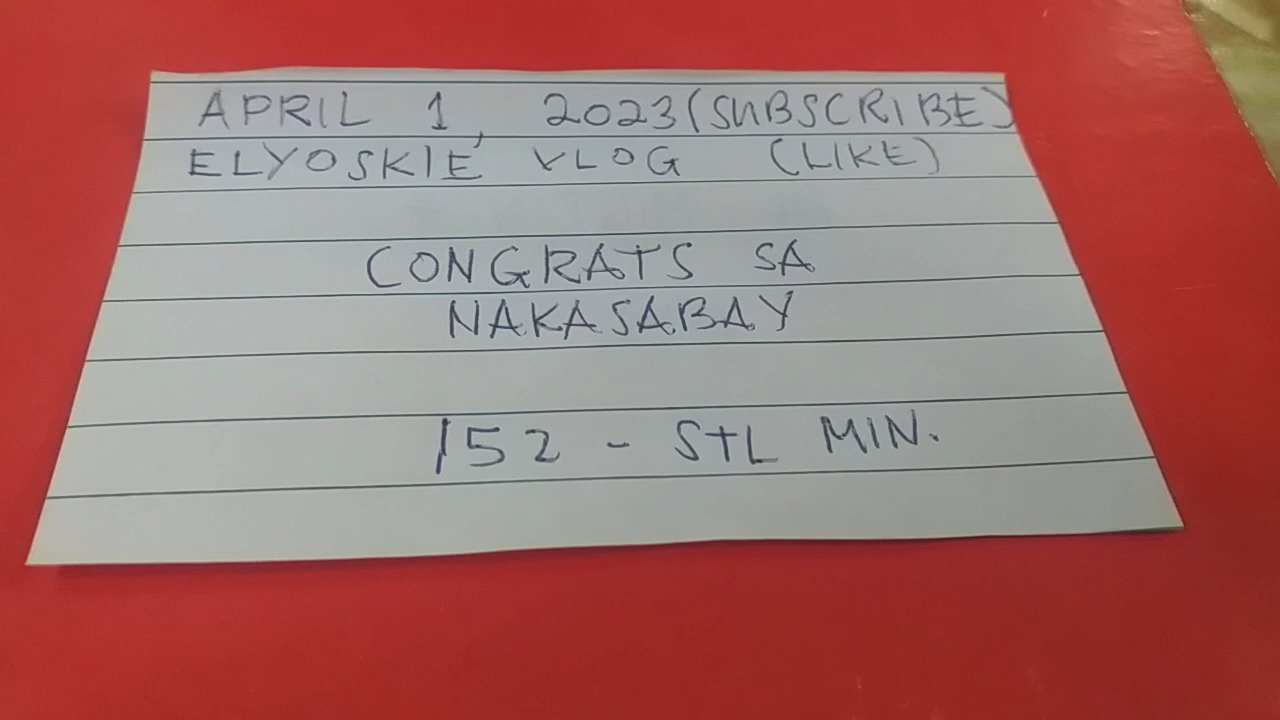 APRIL 1, 2023 (SUBSCRIBE)
ELYOSKIE VLOG (LIKE)
CONGRATS SA
NAKASABAY
152 - STL MIN.